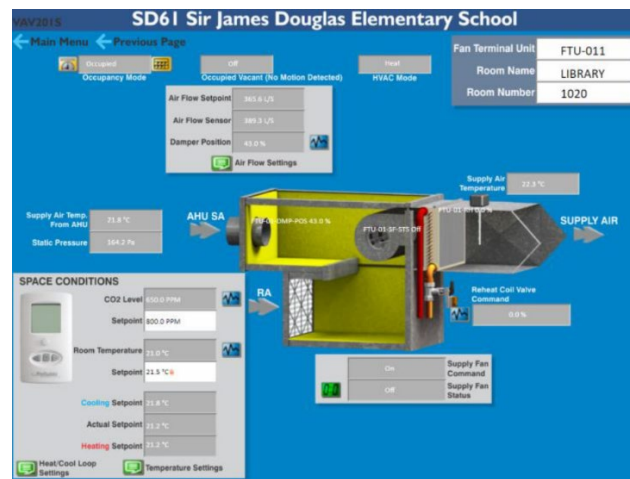 VAV2015
SD61 Sir James Douglas Elementary School
Main Menu Previous Page
Occupied
Occupancy Mode
Off
Occupied Vacant (No Motion Detected)
Heat
HVAC Mode
Fan Terminal Unit FTU-011
Room Name LIBRARY
Room Number 1020
Air Flow Setpoint 365.6 L/S
Air Flow Sensor 389.3 L/S
Damper Position 43.0 %
Air Flow Settings
Supply Air Temperature 22.3 °C
Supply Air Temp. From AHU 21.8 °C
Static Pressure 164.2 Pa
AHU SA
FTU-01-DMP-POS 43.0 %
FTU-01-SF-STS Off
SUPPLY AIR
RA
Reheat Coil Valve Command
0.0 %
SPACE CONDITIONS
CO2 Level 650.0 PPM
Setpoint 800.0 PPM
Room Temperature 21.0 °C
Setpoint 21.5 °C
Cooling Setpoint 21.8 °C
Actual Setpoint 21.2 °C
Heating Setpoint 21.2 °C
Heat/Cool Loop Settings
Temperature Settings
On Supply Fan Command
Off Supply Fan Status